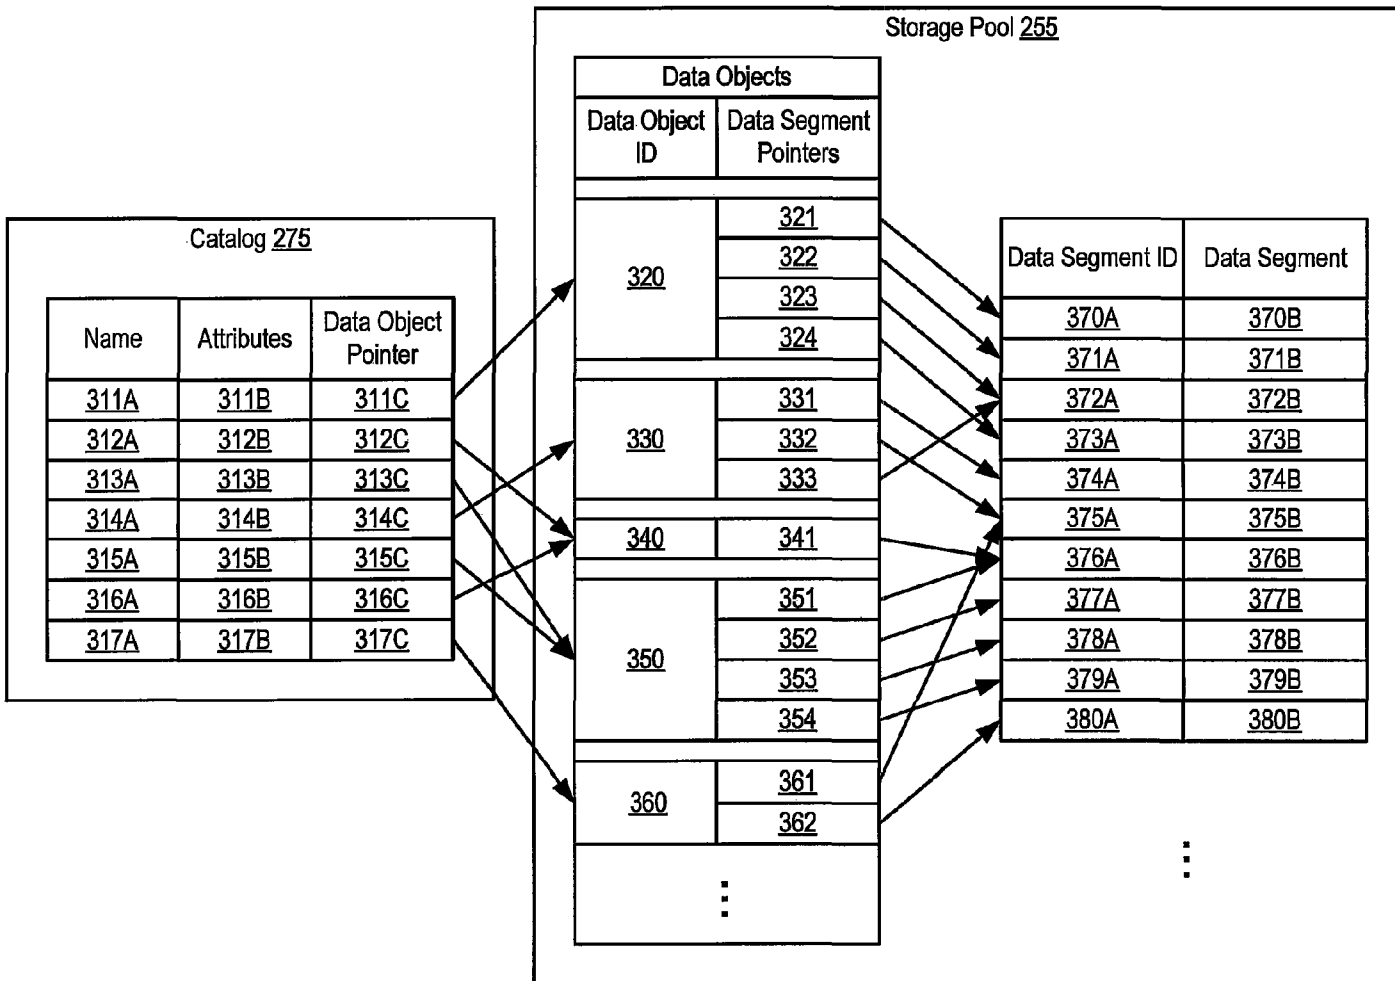 Storage Pool 255
Data Objects
Data Object ID
Data Segment Pointers
320
321
322
323
324
330
331
332
333
340
341
350
351
352
353
354
360
361
362
Catalog 275
Name
Attributes
Data Object Pointer
311A 311B 311C
312A 312B 312C
313A 313B 313C
314A 314B 314C
315A 315B 315C
316A 316B 316C
317A 317B 317C
Data Segment ID
Data Segment
370A 370B
371A 371B
372A 372B
373A 373B
374A 374B
375A 375B
376A 376B
377A 377B
378A 378B
379A 379B
380A 380B